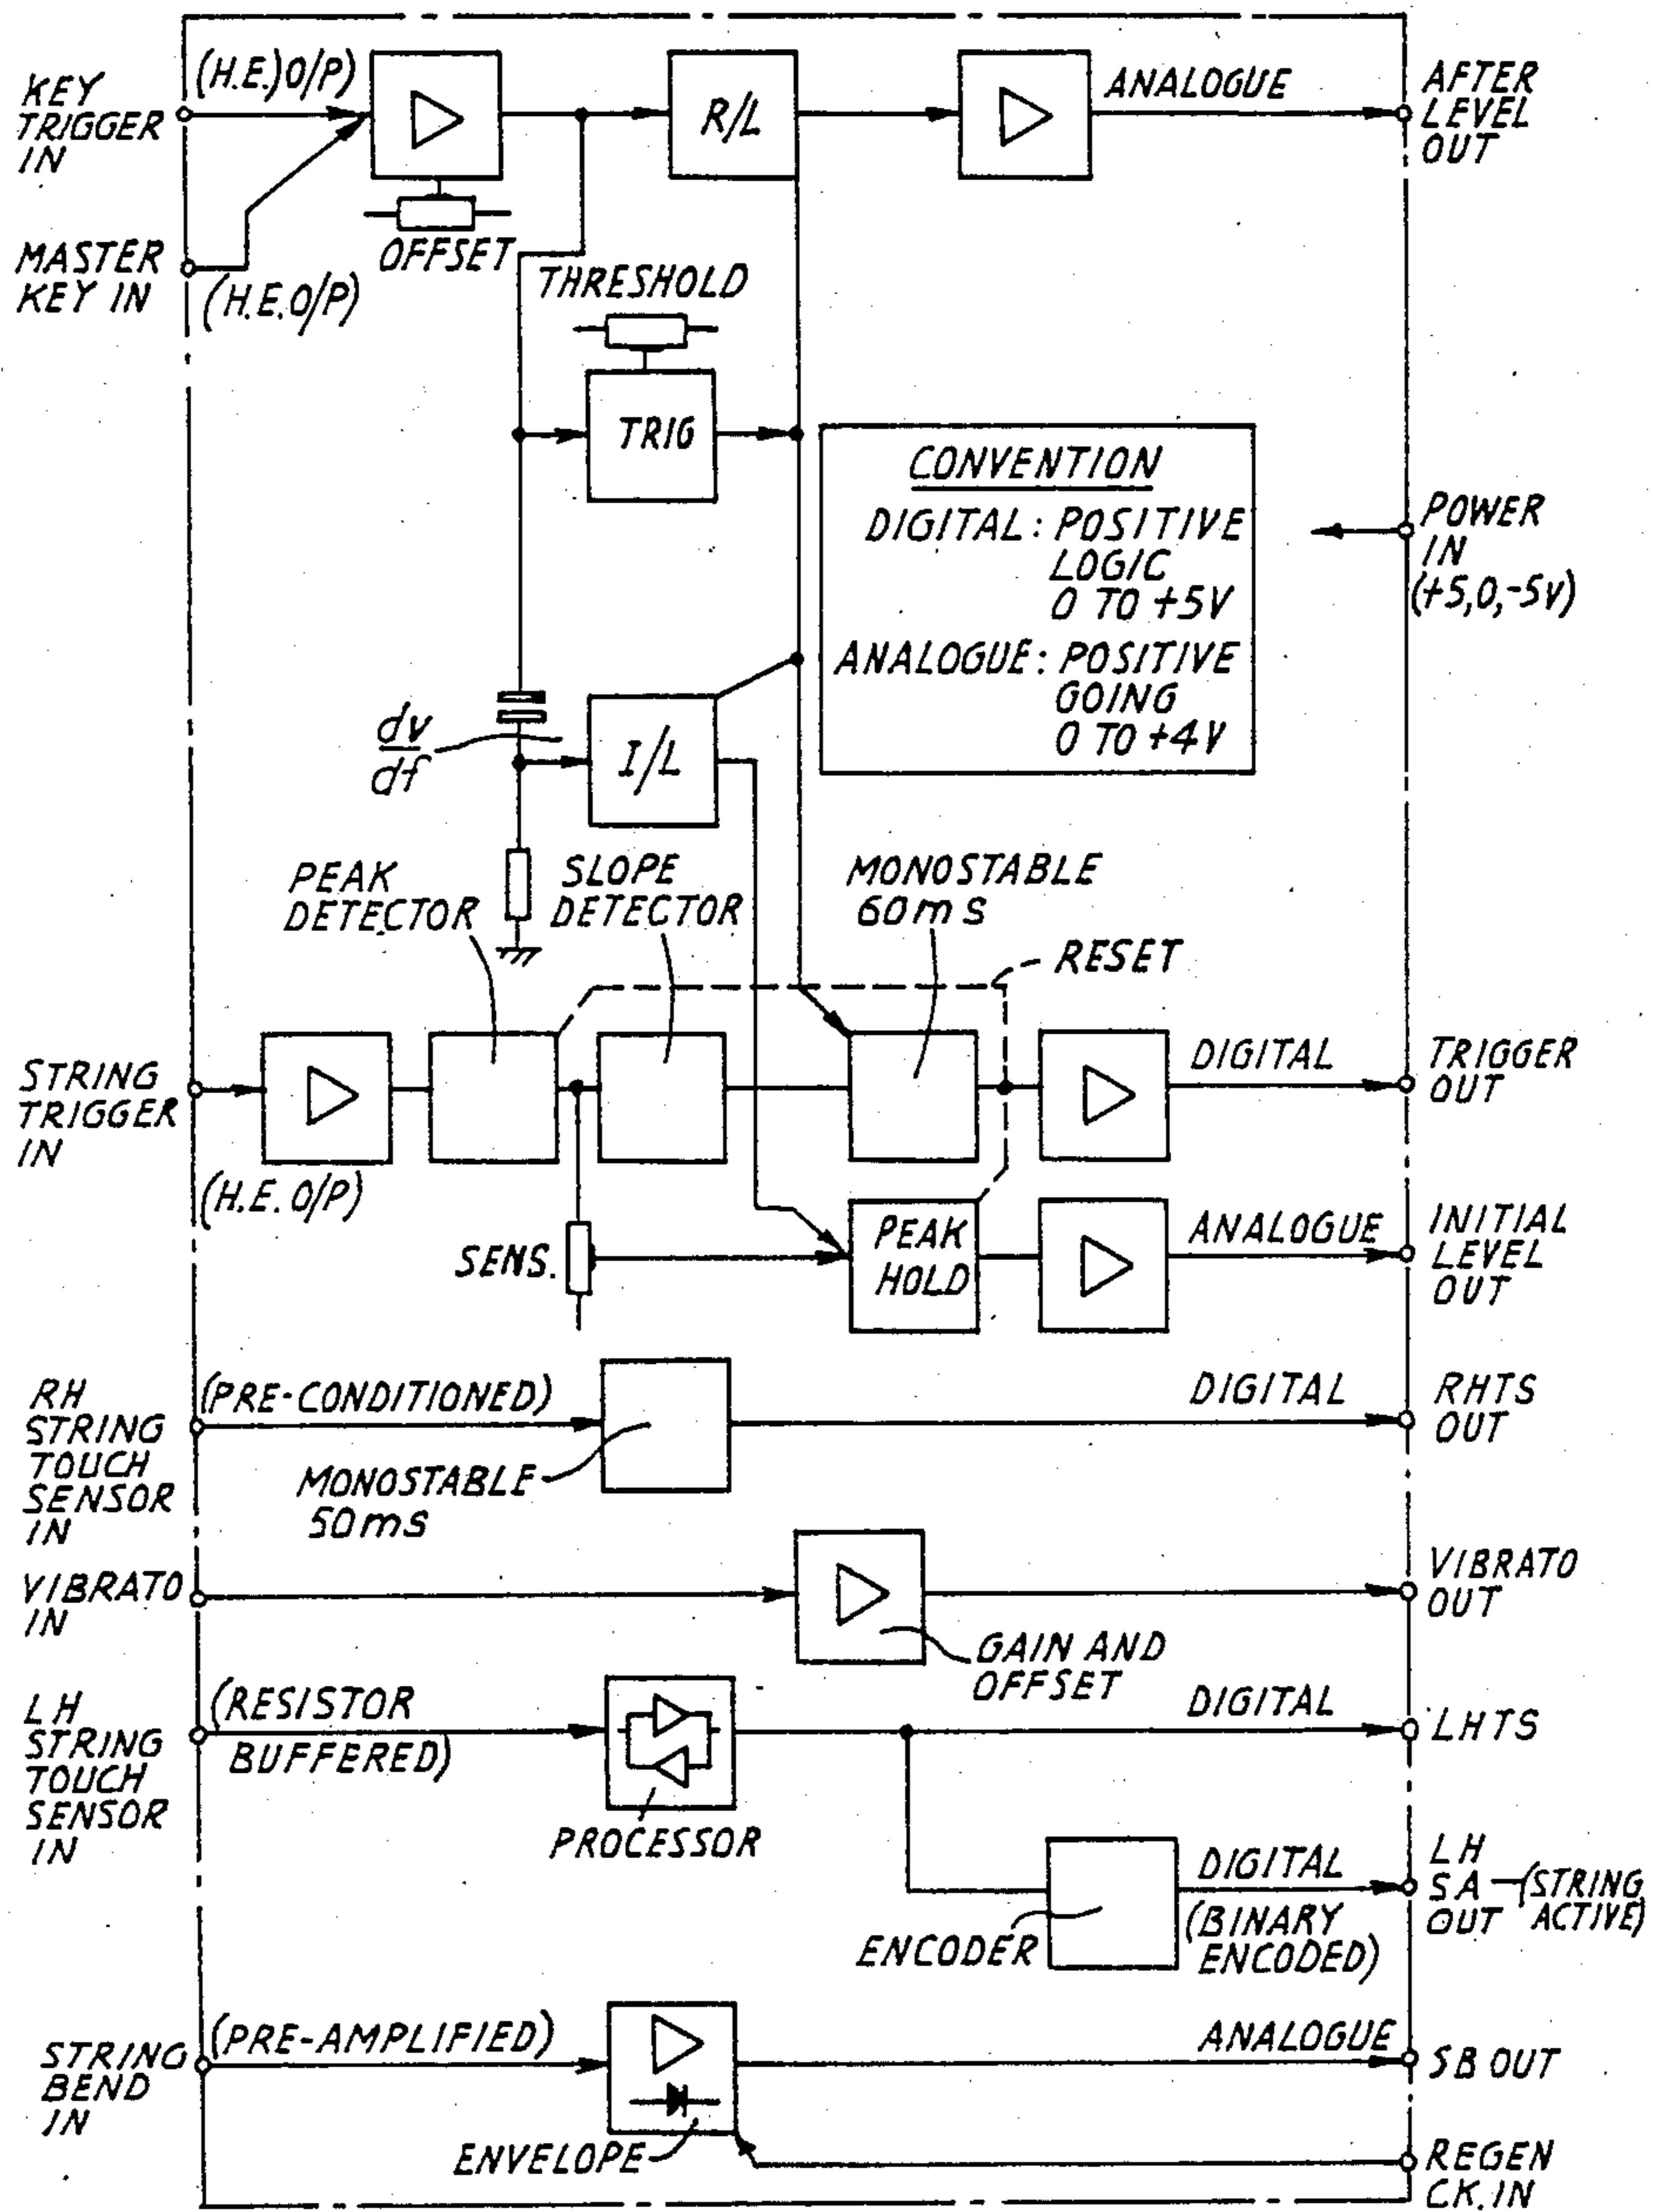 KEY
TRIGGER
IN
(H.E.) O/P)
R/L
ANALOGUE
AFTER
LEVEL
OUT
MASTER
KEY IN
(H.E. O/P)
OFFSET
THRESHOLD
TRIG
CONVENTION
DIGITAL: POSITIVE
LOGIC
0 TO +5V
ANALOGUE: POSITIVE
GOING
0 TO +4V
POWER
IN
(+5,0,-5V)
dv
df
I/L
PEAK
DETECTOR
SLOPE
DETECTOR
MONOSTABLE
60ms
RESET
STRING
TRIGGER
IN
(H.E. O/P)
DIGITAL
TRIGGER
OUT
SENS.
PEAK
HOLD
ANALOGUE
INITIAL
LEVEL
OUT
RH
STRING
TOUCH
SENSOR
IN
(PRE-CONDITIONED)
MONOSTABLE
50ms
DIGITAL
RHTS
OUT
VIBRATO
IN
GAIN AND
OFFSET
VIBRATO
OUT
LH
STRING
TOUCH
SENSOR
IN
(RESISTOR
BUFFERED)
PROCESSOR
DIGITAL
LHTS
ENCODER
DIGITAL
(BINARY
ENCODED)
LH
SA
OUT
(STRING
ACTIVE)
STRING
BEND
IN
(PRE-AMPLIFIED)
ENVELOPE
ANALOGUE
SB OUT
REGEN
CK. IN